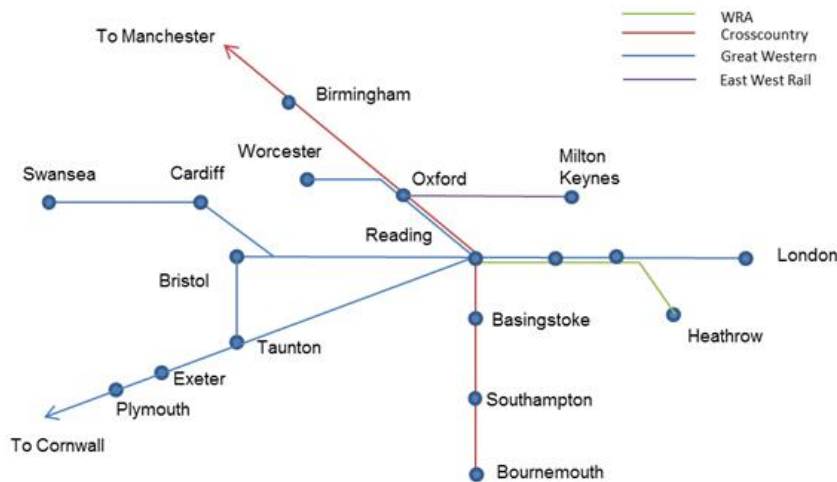 WRA
To Manchester
Crosscountry
Great Western
East West Rail
Birmingham
Worcester
Milton
Keynes
Swansea
Cardiff
Oxford
Reading
London
Bristol
Basingstoke
Heathrow
Taunton
Exeter
Plymouth
Southampton
To Cornwall
Bournemouth